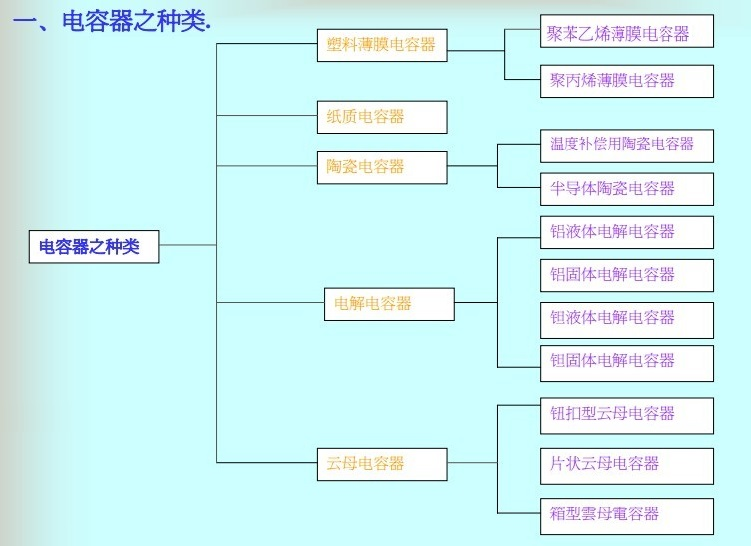 一、电容器之种类.
塑料薄膜电容器
聚苯乙烯薄膜电容器
聚丙烯薄膜电容器
纸质电容器
陶瓷电容器
温度补偿用陶瓷电容器
半导体陶瓷电容器
电容器之种类
电解电容器
铝液体电解电容器
铝固体电解电容器
钽液体电解电容器
钽固体电解电容器
云母电容器
钮扣型云母电容器
片状云母电容器
箱型雲母電容器